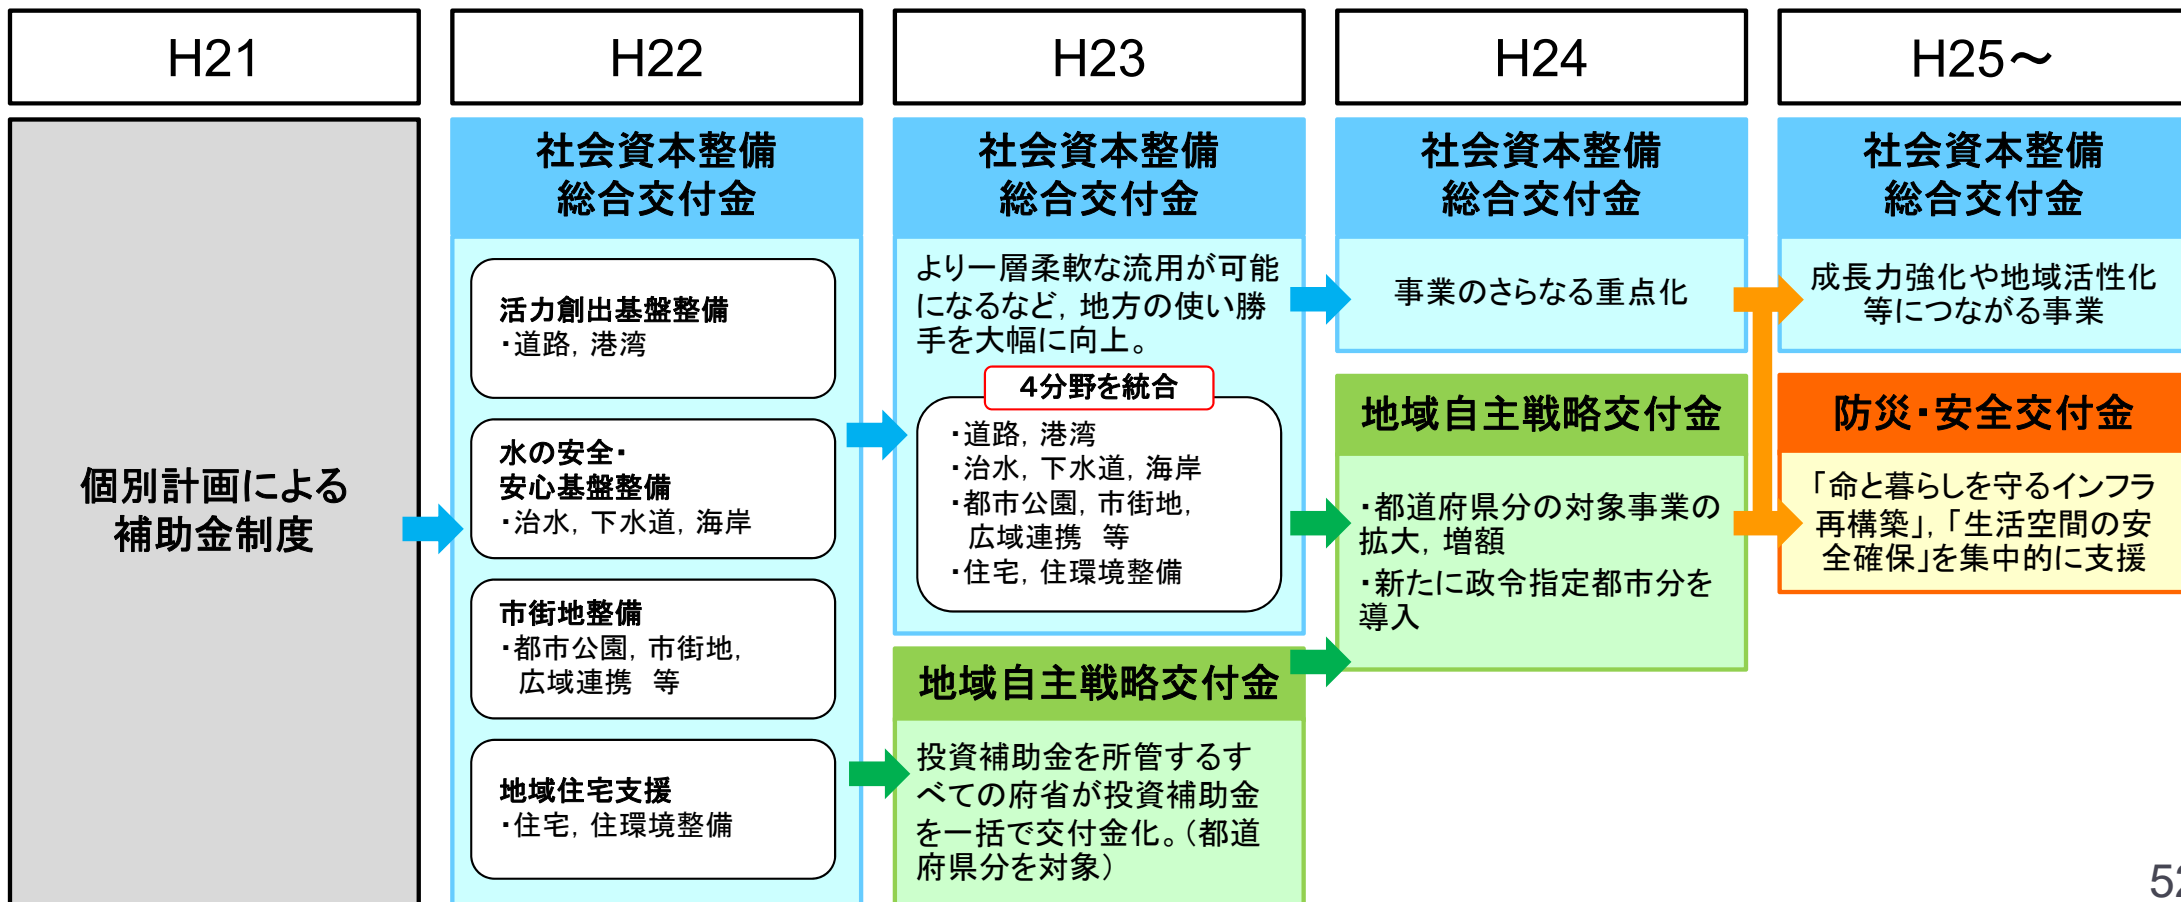 H21
H22
H23
H24
H25～
個別計画による
補助金制度
社会資本整備
総合交付金
活力創出基盤整備
・道路，港湾
水の安全・
安心基盤整備
・治水，下水道，海岸
市街地整備
・都市公園，市街地，
広域連携　等
地域住宅支援
・住宅，住環境整備
社会資本整備
総合交付金
より一層柔軟な流用が可能
になるなど，地方の使い勝
手を大幅に向上。
４分野を統合
・道路，港湾
・治水，下水道，海岸
・都市公園，市街地，
広域連携　等
・住宅，住環境整備
地域自主戦略交付金
投資補助金を所管するす
べての府省が投資補助金
を一括で交付金化。（都道
府県分を対象）
社会資本整備
総合交付金
事業のさらなる重点化
地域自主戦略交付金
・都道府県分の対象事業の
拡大，増額
・新たに政令指定都市分を
導入
社会資本整備
総合交付金
成長力強化や地域活性化
等につながる事業
防災・安全交付金
「命と暮らしを守るインフラ
再構築」，「生活空間の安
全確保」を集中的に支援
52